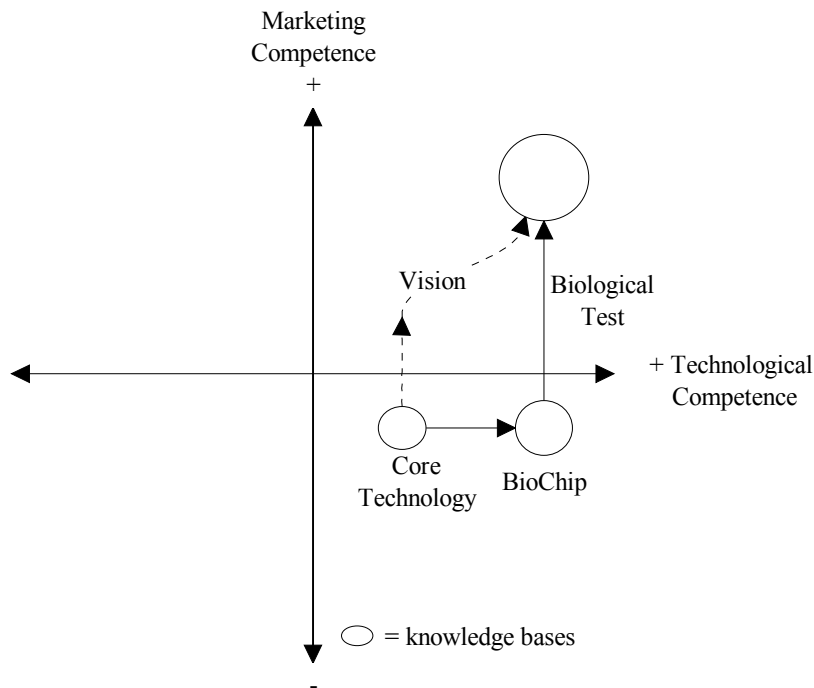 Marketing
Competence
+
Vision
Biological
Test
+ Technological
Competence
Core
Technology
BioChip
= knowledge bases
-